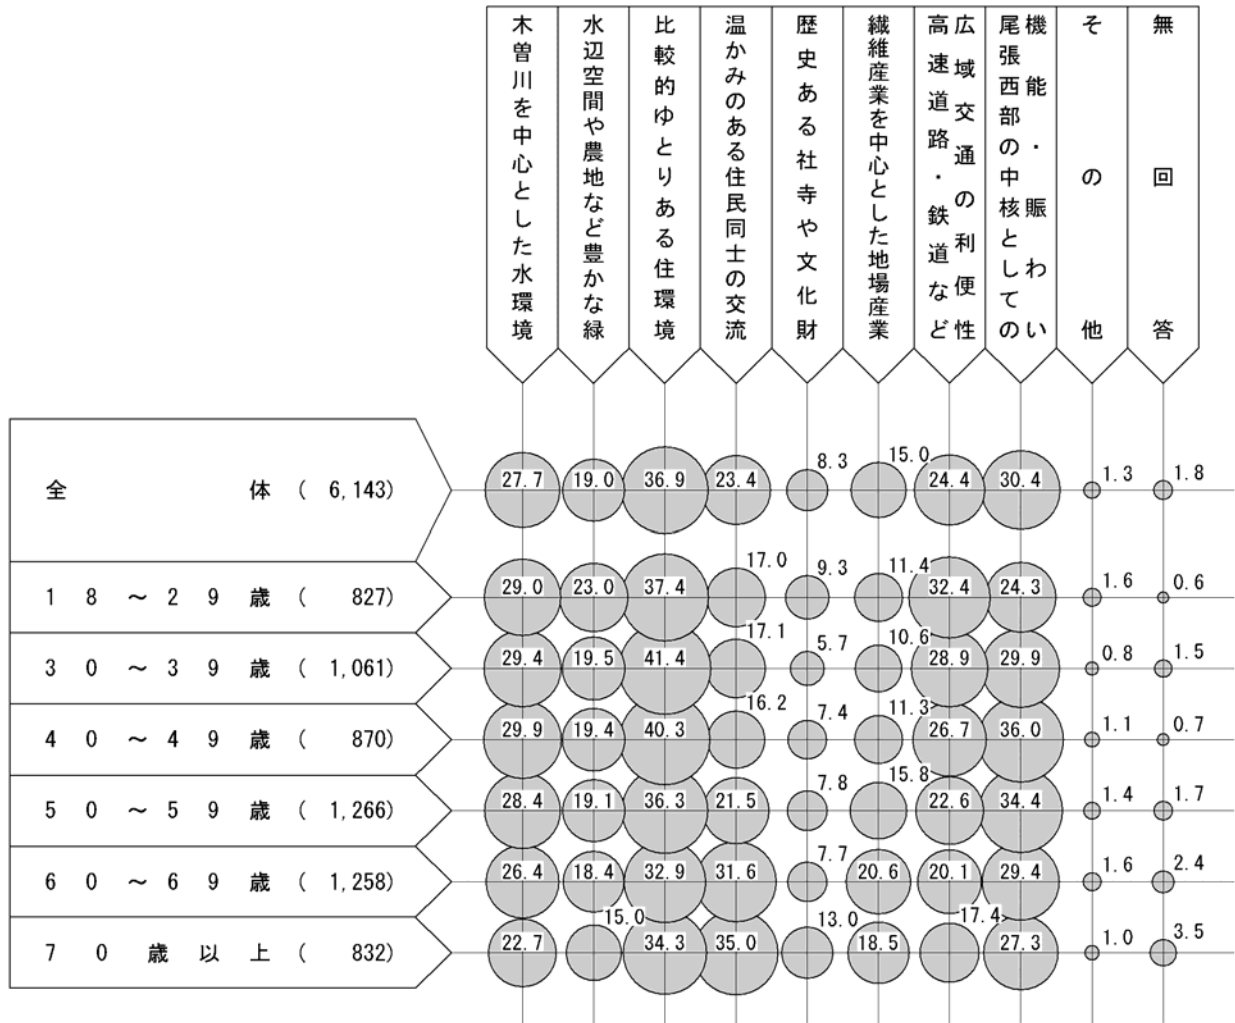 木曽川を中心とした水環境
水辺空間や農地など豊かな緑
比較的ゆとりある住環境
温かみのある住民同士の交流
歴史ある社寺や文化財
繊維産業を中心とした地場産業
広域交通の利便性
高速道路・鉄道など
機能・賑わい
尾張西部の中核としての
その他
無回答
全体 ( 6,143) 27.7 19.0 36.9 23.4 8.3 15.0 24.4 30.4 1.3 1.8
18～29歳 ( 827) 29.0 23.0 37.4 17.0 9.3 11.4 32.4 24.3 1.6 0.6
30～39歳 ( 1,061) 29.4 19.5 41.4 17.1 5.7 10.6 28.9 29.9 0.8 1.5
40～49歳 ( 870) 29.9 19.4 40.3 16.2 7.4 11.3 26.7 36.0 1.1 0.7
50～59歳 ( 1,266) 28.4 19.1 36.3 21.5 7.8 15.8 22.6 34.4 1.4 1.7
60～69歳 ( 1,258) 26.4 18.4 32.9 31.6 7.7 20.6 20.1 29.4 1.6 2.4
70歳以上 ( 832) 22.7 15.0 34.3 35.0 13.0 18.5 17.4 27.3 1.0 3.5